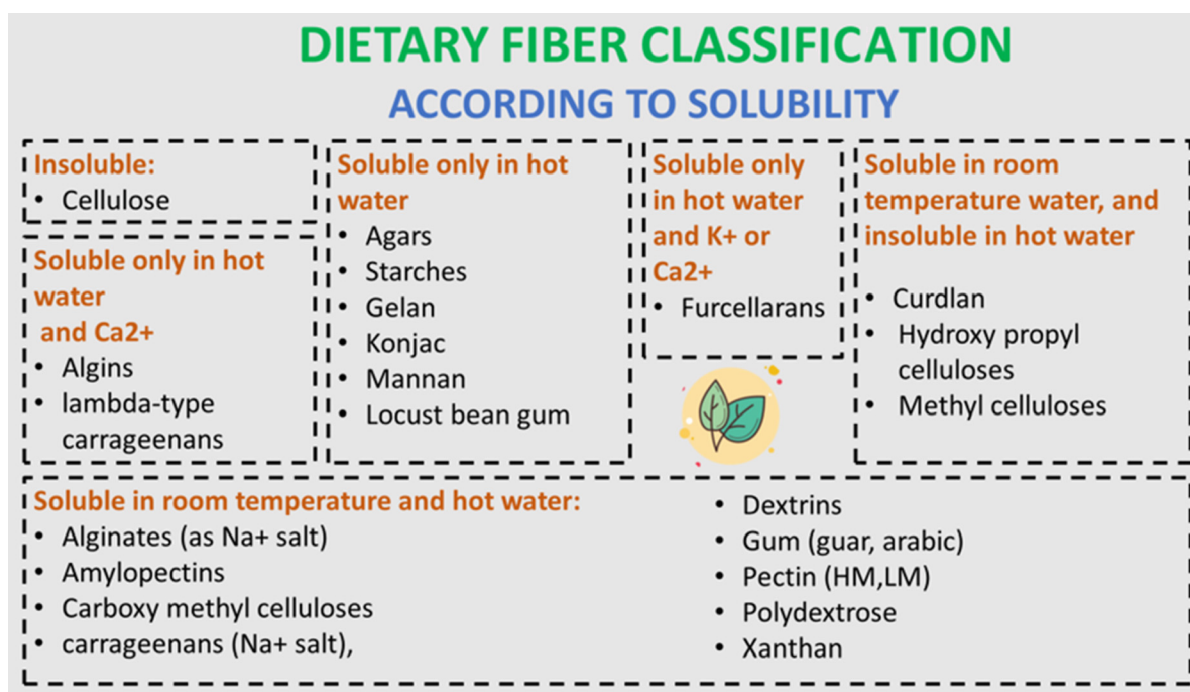 DIETARY FIBER CLASSIFICATION
ACCORDING TO SOLUBILITY
Insoluble:
• Cellulose
Soluble only in hot
water
and Ca2+
• Algins
• lambda-type
carrageenans
Soluble only in hot
water
• Agars
• Starches
• Gelan
• Konjac
• Mannan
• Locust bean gum
Soluble only
in hot water
and K+ or
Ca2+
• Furcellarans
Soluble in room
temperature water, and
insoluble in hot water
• Curdlan
• Hydroxy propyl
celluloses
• Methyl celluloses
Soluble in room temperature and hot water:
• Alginates (as Na+ salt)
• Amylopectins
• Carboxy methyl celluloses
• carrageenans (Na+ salt),
• Dextrins
• Gum (guar, arabic)
• Pectin (HM,LM)
• Polydextrose
• Xanthan